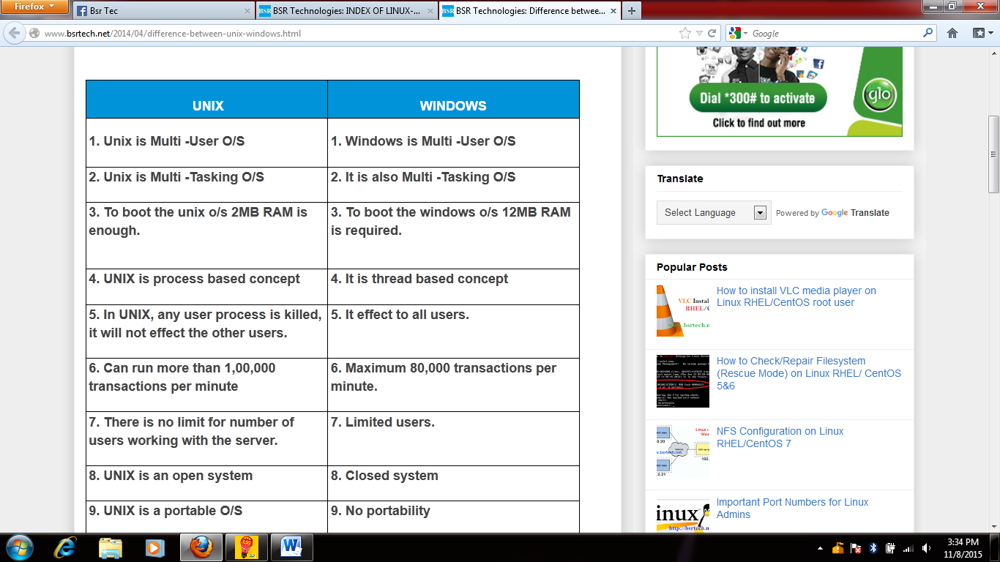 Firefox
Bsr Tec
BSR Technologies: INDEX OF LINUX-...
BSR Technologies: Difference betwee...
www.bsrtech.net/2014/04/difference-between-unix-windows.html
Google
UNIX
WINDOWS
1. Unix is Multi -User O/S
1. Windows is Multi -User O/S
2. Unix is Multi -Tasking O/S
2. It is also Multi -Tasking O/S
3. To boot the unix o/s 2MB RAM is
enough.
3. To boot the windows o/s 12MB RAM
is required.
4. UNIX is process based concept
4. It is thread based concept
5. In UNIX, any user process is killed,
it will not effect the other users.
5. It effect to all users.
6. Can run more than 1,00,000
transactions per minute
6. Maximum 80,000 transactions per
minute.
7. There is no limit for number of
users working with the server.
7. Limited users.
8. UNIX is an open system
8. Closed system
9. UNIX is a portable O/S
9. No portability
Dial *300# to activate
glo
Click to find out more
Translate
Select Language
Powered by Google Translate
Popular Posts
VLC Instal
RHEL/C
How to install VLC media player on
Linux RHEL/CentOS root user
How to Check/Repair Filesystem
(Rescue Mode) on Linux RHEL/ CentOS
5&6
NFS Configuration on Linux
RHEL/CentOS 7
inux
http://bsrtech.n
Important Port Numbers for Linux
Admins
3:34 PM
11/8/2015